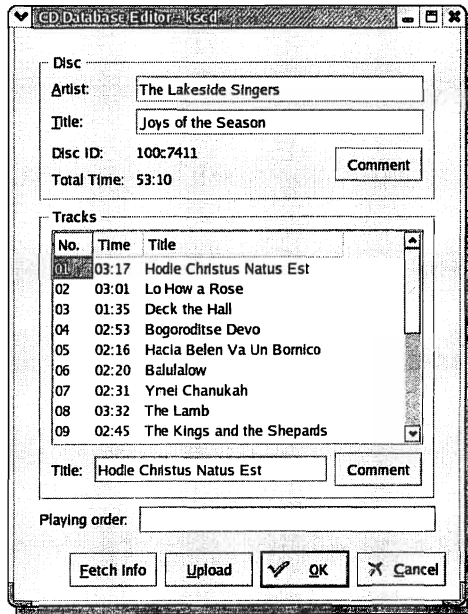 CD Database Editor - kscd
Disc
Artist: The Lakeside Singers
Title: Joys of the Season
Disc ID: 100c7411
Comment
Total Time: 53:10
Tracks
No. Time Title
01 03:17 Hodie Christus Natus Est
02 03:01 Lo How a Rose
03 01:35 Deck the Hall
04 02:53 Bogoroditse Devo
05 02:16 Hacia Belen Va Un Bornico
06 02:20 Balulalow
07 02:31 Ymei Chanukah
08 03:32 The Lamb
09 02:45 The Kings and the Shepards
Title: Hodie Christus Natus Est Comment
Playing order:
Fetch Info Upload OK Cancel